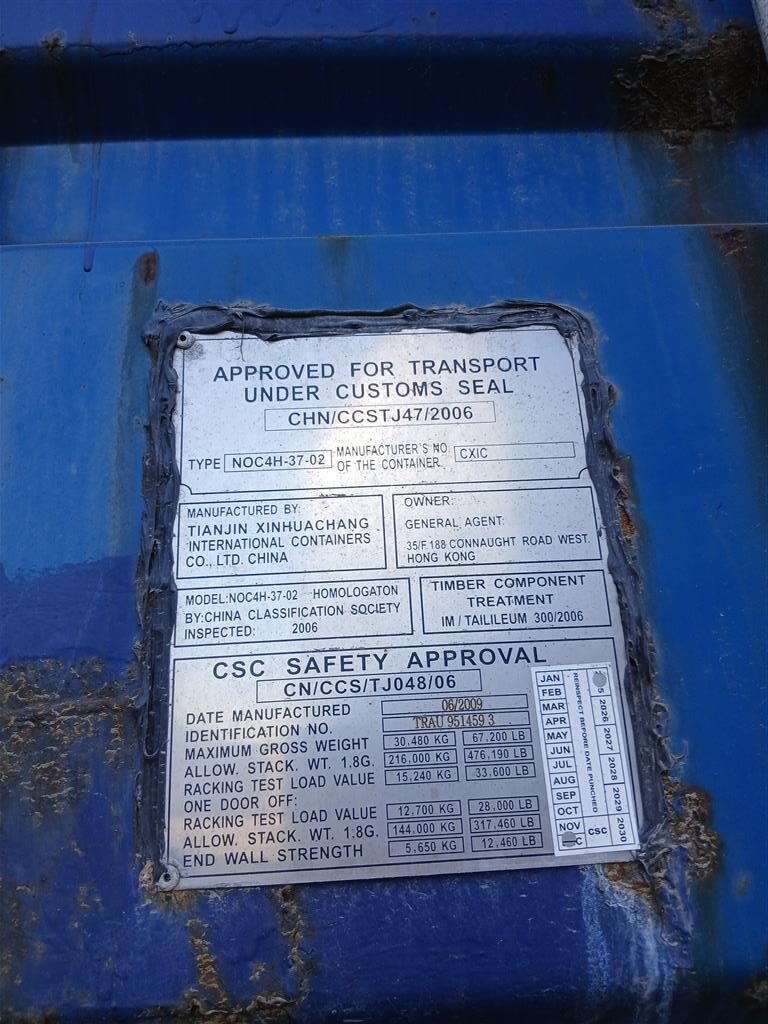 APPROVED FOR TRANSPORT
UNDER CUSTOMS SEAL
CHN/CCSTJ47/2006
TYPE NOC4H-37-02 MANUFACTURER'S NO. OF THE CONTAINER CXIC
MANUFACTURED BY:
TIANJIN XINHUACHANG
INTERNATIONAL CONTAINERS
CO., LTD. CHINA
OWNER:
GENERAL AGENT:
35/F.188 CONNAUGHT ROAD WEST.
HONG KONG
MODEL:NOC4H-37-02 HOMOLOGATON
BY:CHINA CLASSIFICATION SQCIETY
INSPECTED: 2006
TIMBER COMPONENT
TREATMENT
IM / TAILILEUM 300/2006
CSC SAFETY APPROVAL
CN/CCS/TJ048/06
DATE MANUFACTURED 06/2009
IDENTIFICATION NO. TRAU 951459 3
MAXIMUM GROSS WEIGHT 30.480 KG 67.200 LB
ALLOW. STACK. WT. 1.8G. 216.000 KG 476.190 LB
RACKING TEST LOAD VALUE 15.240 KG 33.600 LB
ONE DOOR OFF:
RACKING TEST LOAD VALUE 12.700 KG 28.000 LB
ALLOW. STACK. WT. 1.8G. 144.000 KG 317.460 LB
END WALL STRENGTH 5.650 KG 12.460 LB
JAN
FEB
MAR
APR
MAY
JUN
JUL
AUG
SEP
OCT
NOV
REINSPECT BEFORE DATE PUNCHED
CSC
5 2026 2027 2028 2029 2030